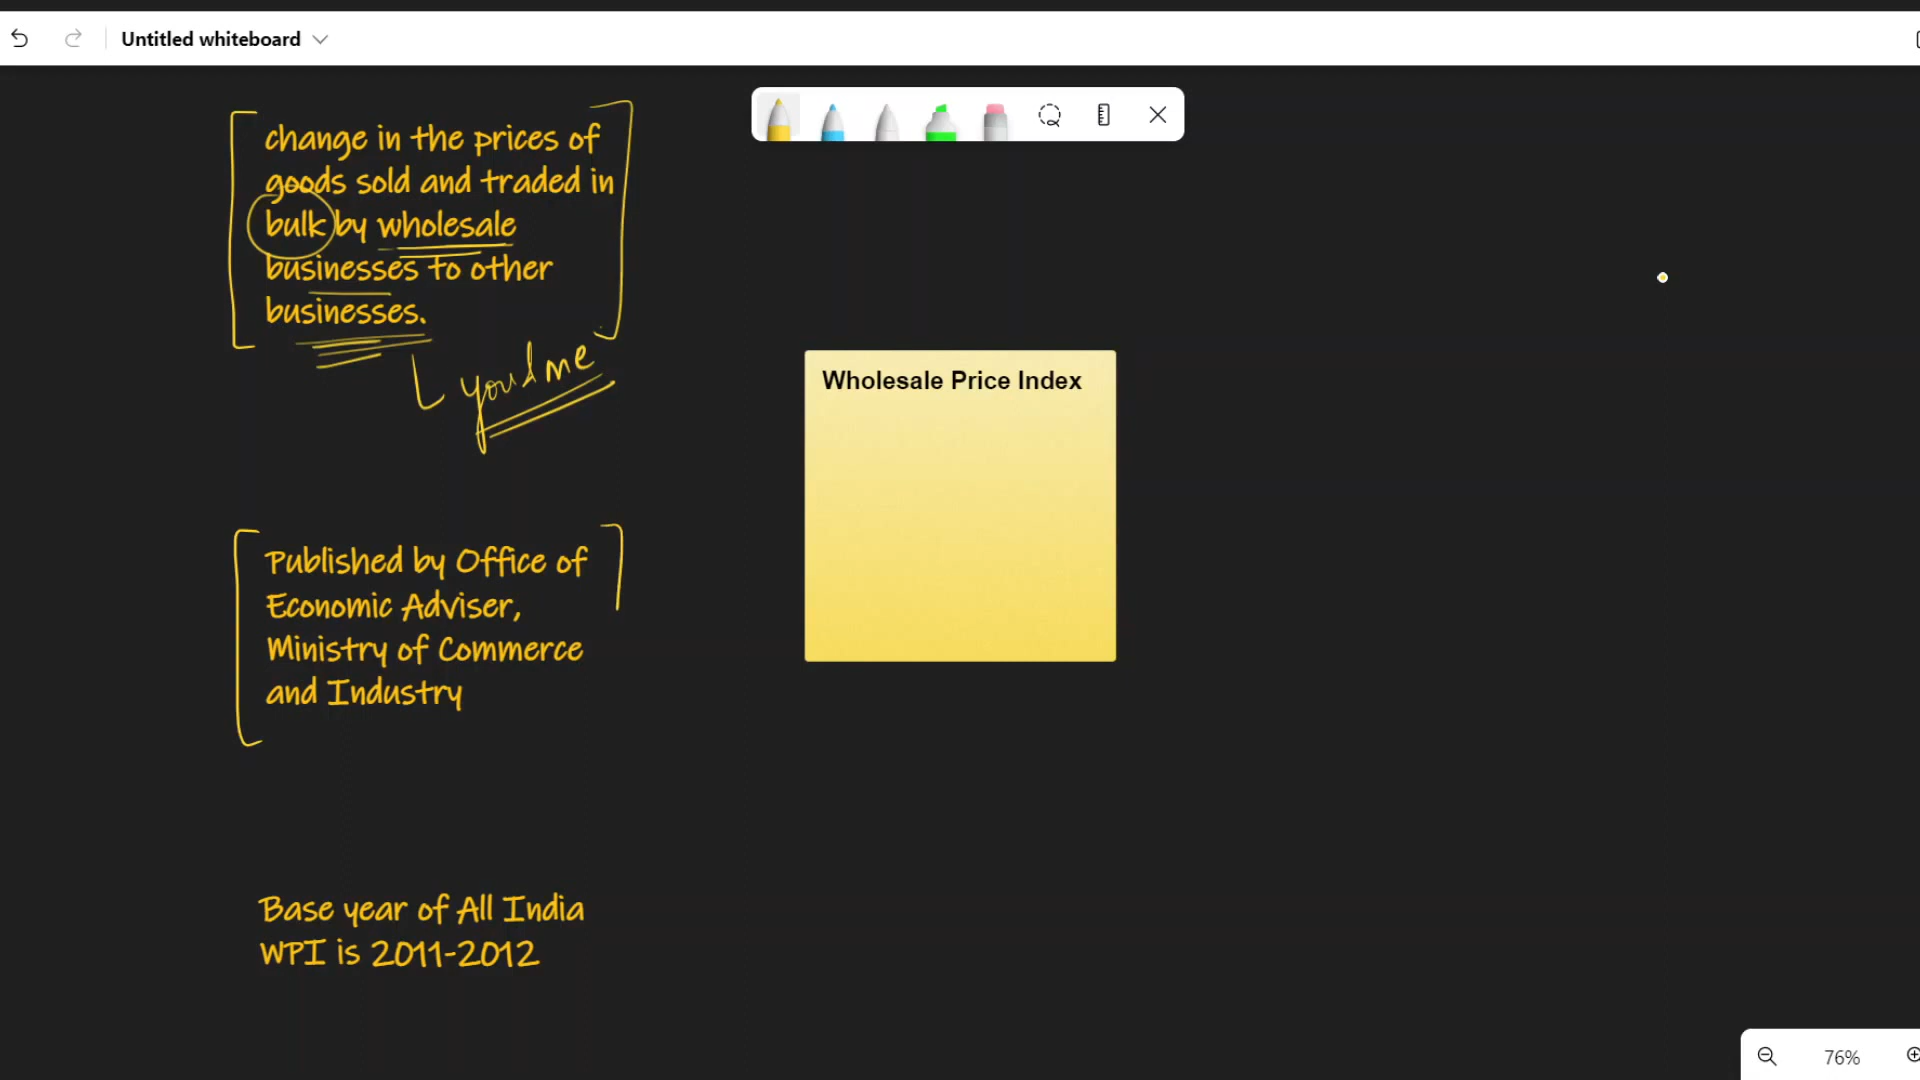 Untitled whiteboard
change in the prices of
goods sold and traded in
bulk by wholesale
businesses to other
businesses.
you & me
Wholesale Price Index
Published by Office of
Economic Adviser,
Ministry of Commerce
and Industry
Base year of All India
WPI is 2011-2012
76%